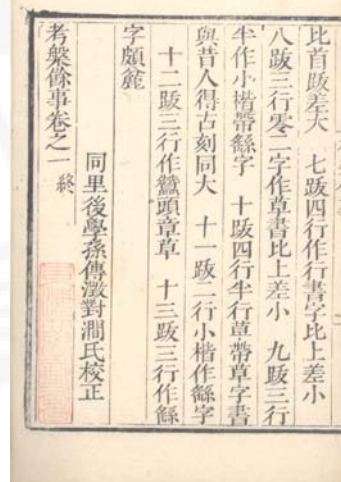 比首跋差大　七跋四行作行書字比上差小
八跋三行零二字作草書比上差小　九跋三行
半作小楷帶繇字　十跋四行半行草帶草字書
與昔人得古刻同大　十一跋二行小楷作繇字
十二跋三行作蠶頭章草　十三跋三行作繇
字頗麄
同里後學孫傳澂對澗氏校正
考槃餘事卷之一終